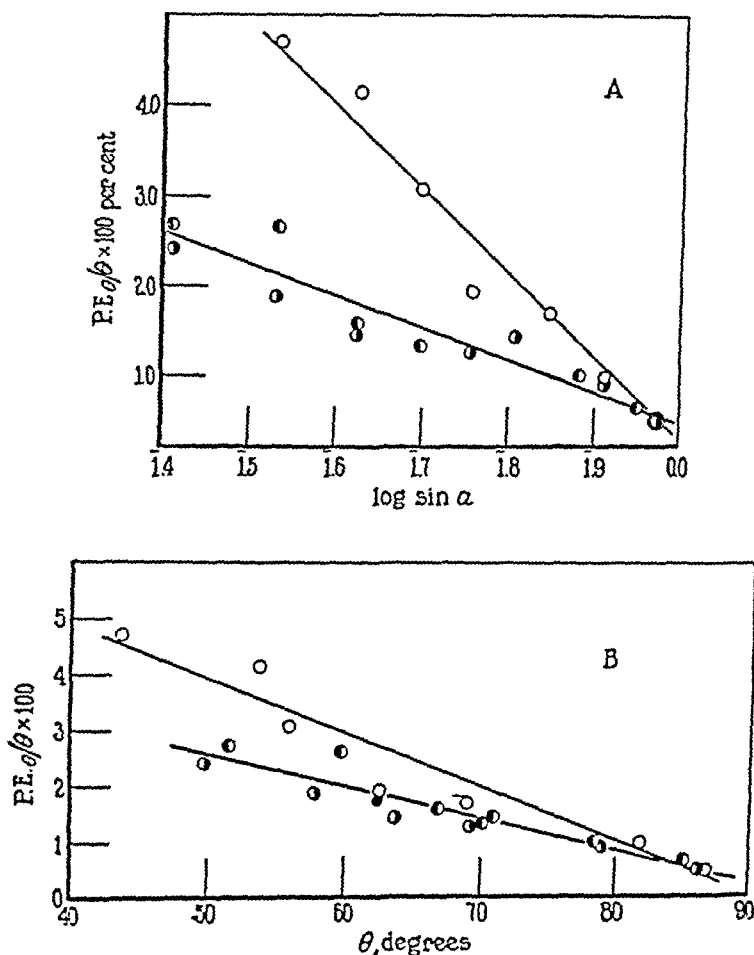 A
P.E.θ/θ × 100 per cent
4.0
3.0
2.0
1.0
1̄.4 1̄.5 1̄.6 1̄.7 1̄.8 1̄.9 0.0
log sin α
B
P.E.θ/θ × 100
5
4
3
2
1
0
40 50 60 70 80 90
θ, degrees